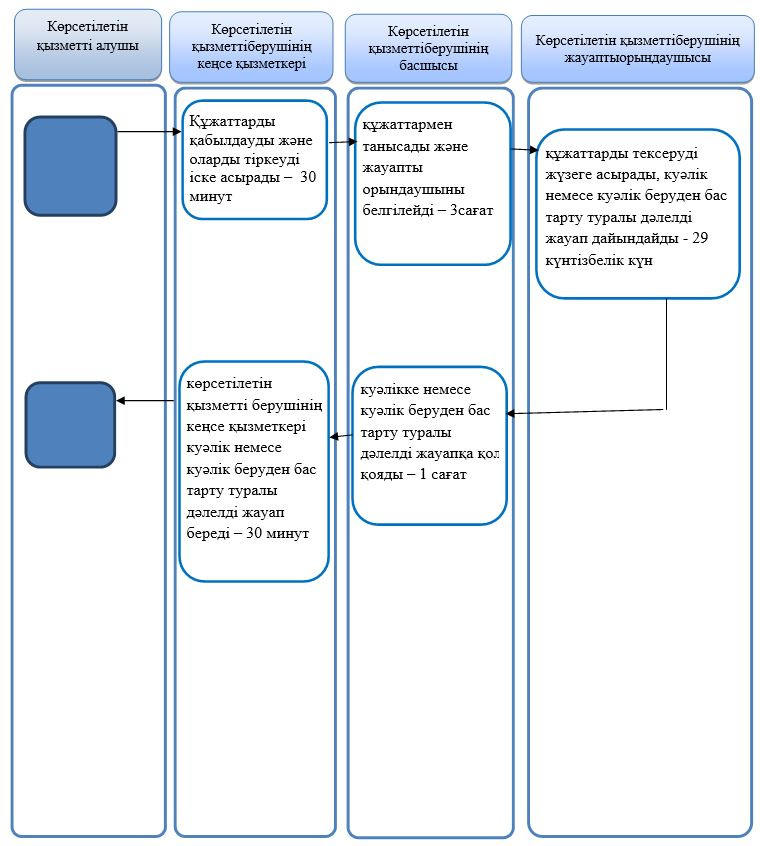 Көрсетілетін
қызметті алушы
Көрсетілетін
қызметтіберушінің
кеңсе қызметкері
Көрсетілетін
қызметтіберушінің
басшысы
Көрсетілетін қызметтіберушінің
жауаптыорындаушысы
Құжаттарды
қабылдауды және
оларды тіркеуді
іске асырады – 30
минут
құжаттармен
танысады және
жауапты
орындаушыны
белгілейді – 3сағат
құжаттарды тексеруді
жүзеге асырады, куәлік
немесе куәлік беруден бас
тарту туралы дәлелді
жауап дайындайды - 29
күнтізбелік күн
көрсетілетін
қызметті берушінің
кеңсе қызметкері
куәлік немесе
куәлік беруден бас
тарту туралы
дәлелді жауап
береді – 30 минут
куәлікке немесе
куәлік беруден бас
тарту туралы
дәлелді жауапқа қол
қояды – 1 сағат